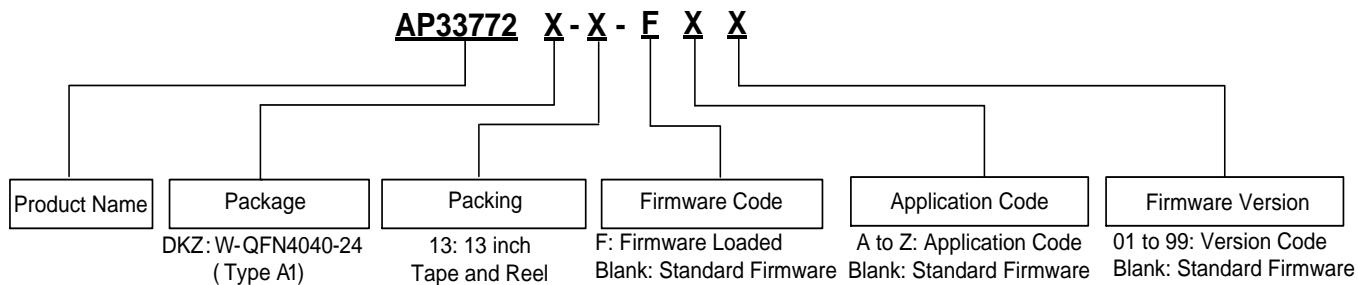 AP33772 X - X - F X X
Product Name
Package
Packing
Firmware Code
Application Code
Firmware Version
DKZ: W-QFN4040-24
( Type A1)
13: 13 inch
Tape and Reel
F: Firmware Loaded
Blank: Standard Firmware
A to Z: Application Code
Blank: Standard Firmware
01 to 99: Version Code
Blank: Standard Firmware